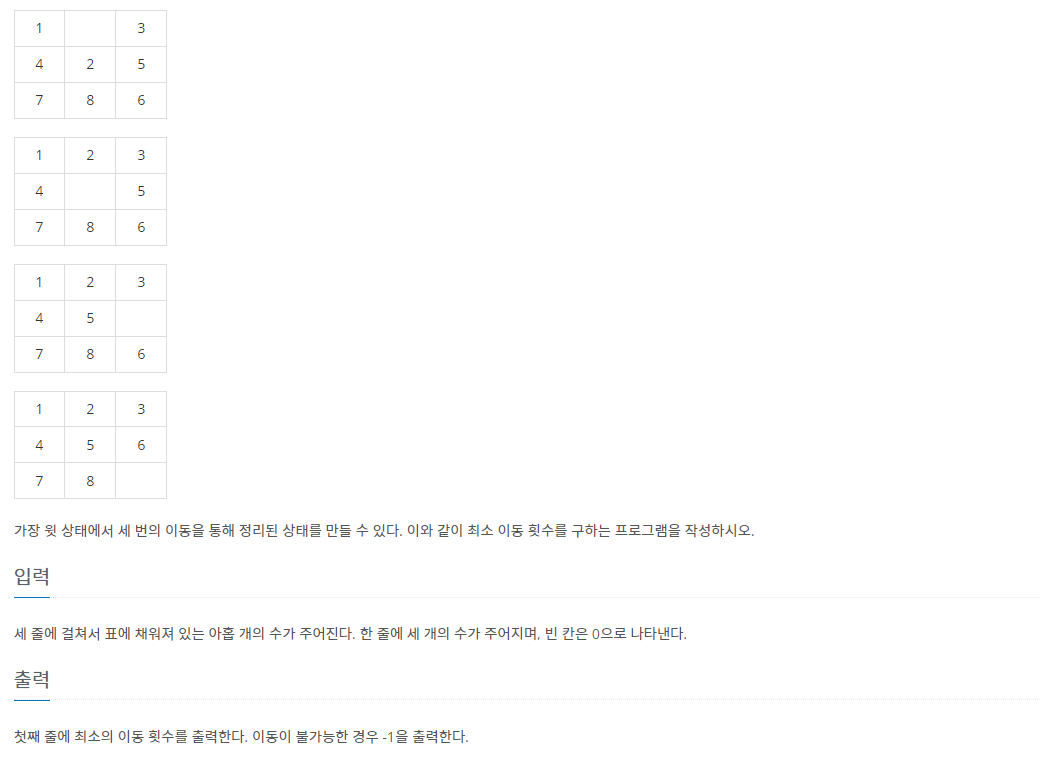 1 3
4 2 5
7 8 6
1 2 3
4 5
7 8 6
1 2 3
4 5
7 8 6
1 2 3
4 5 6
7 8
가장 윗 상태에서 세 번의 이동을 통해 정리된 상태를 만들 수 있다. 이와 같이 최소 이동 횟수를 구하는 프로그램을 작성하시오.
입력
세 줄에 걸쳐서 표에 채워져 있는 아홉 개의 수가 주어진다. 한 줄에 세 개의 수가 주어지며, 빈 칸은 0으로 나타낸다.
출력
첫째 줄에 최소의 이동 횟수를 출력한다. 이동이 불가능한 경우 -1을 출력한다.